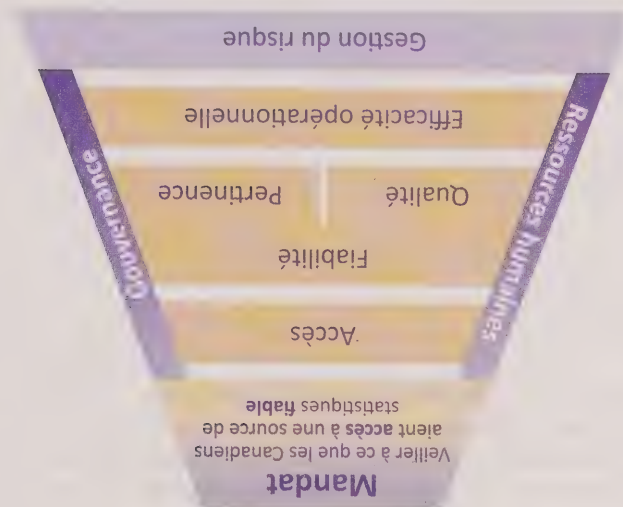 Mandat
Veiller à ce que les Canadiens
aient accès à une source de
statistiques fiable
Accès
Fiabilité
Qualité
Pertinence
Efficacité opérationnelle
Gestion du risque
Ressources humaines
Gouvernance